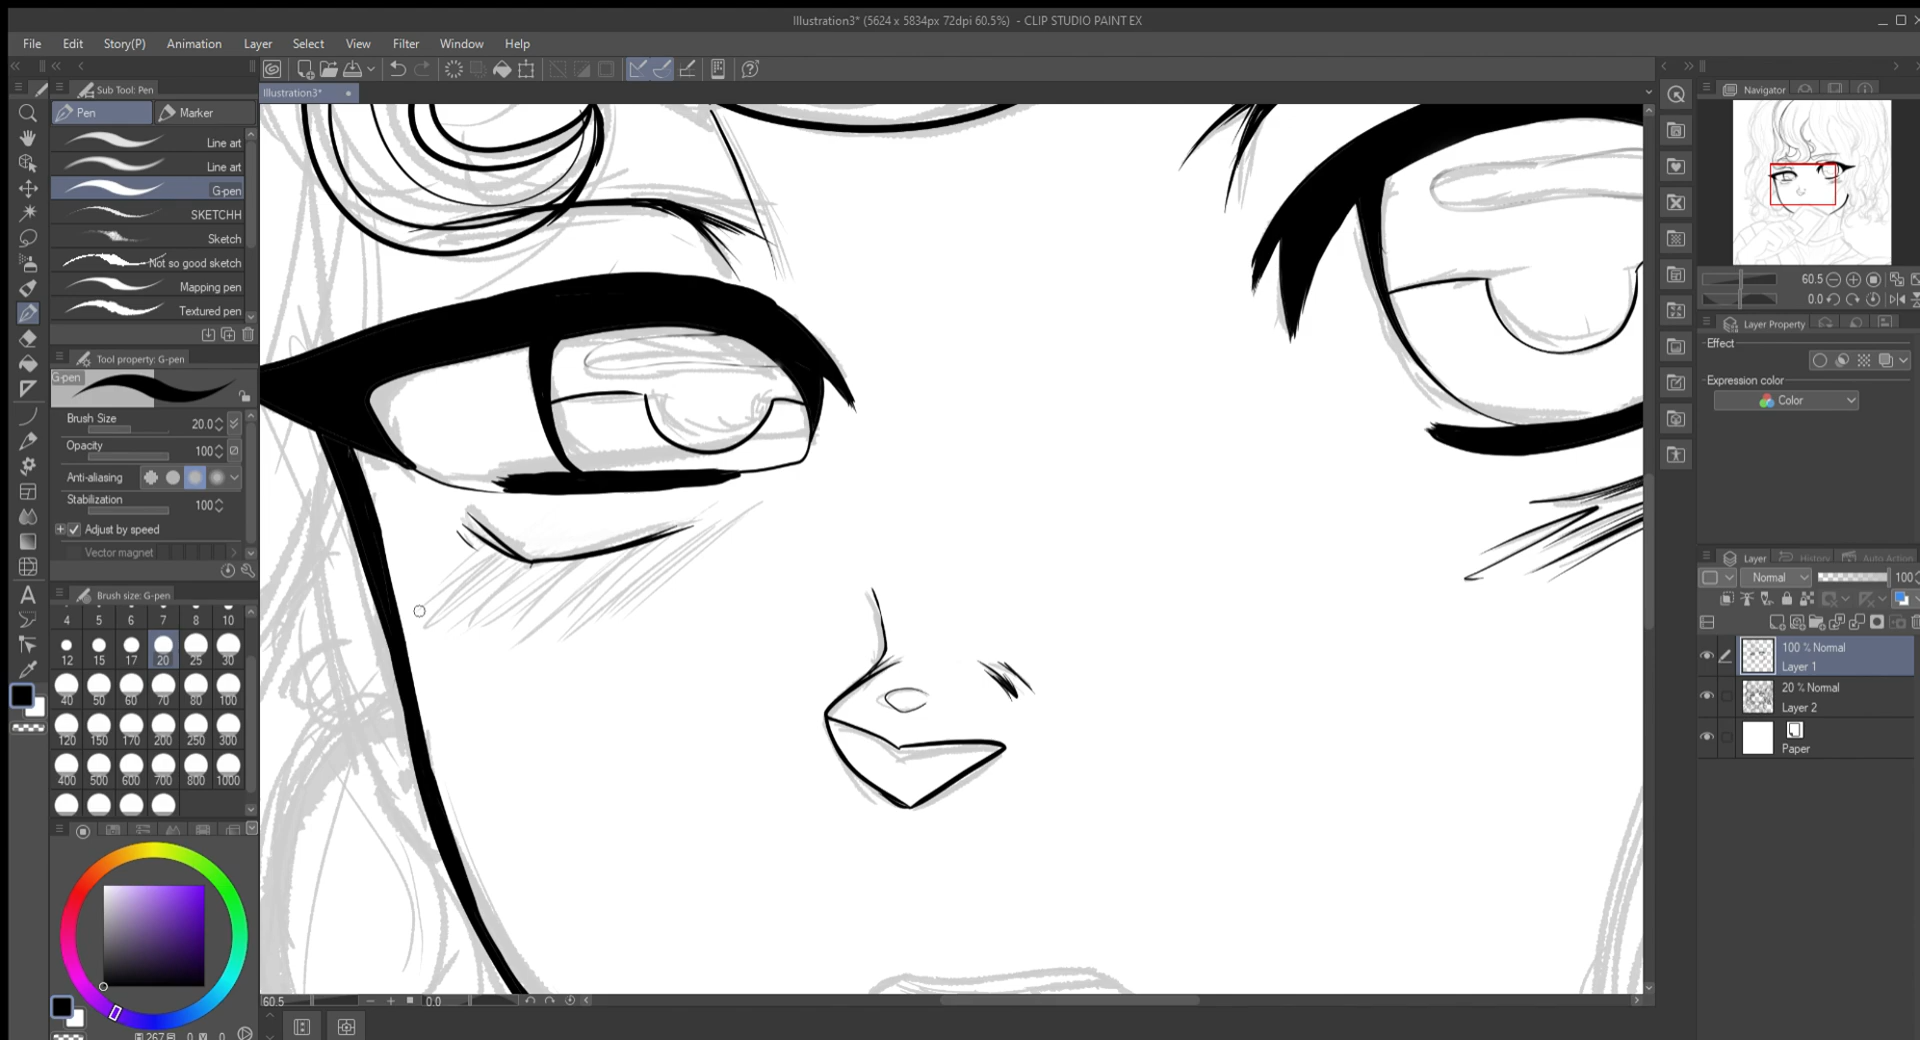 Illustration3* (5624 x 5834px 72dpi 60.5%) - CLIP STUDIO PAINT EX
File Edit Story(P) Animation Layer Select View Filter Window Help
Sub Tool: Pen
Illustration3*
Navigator
Pen Marker
Line art
Line art
G-pen
SKETCHH
Sketch
Not so good sketch
Mapping pen
Textured pen
60.5
0.0
Layer Property
Effect
Expression color
Color
Tool property: G-pen
G-pen
Brush Size 20.0
Opacity 100
Anti-aliasing
Stabilization 100
Adjust by speed
Vector magnet
Brush size: G-pen
4 5 6 7 8 10
12 15 17 20 25 30
40 50 60 70 80 100
120 150 170 200 250 300
400 500 600 700 800 1000
Layer History Auto Action
Normal 100
100 % Normal
Layer 1
20 % Normal
Layer 2
Paper
60.5 0.0
267 0 0